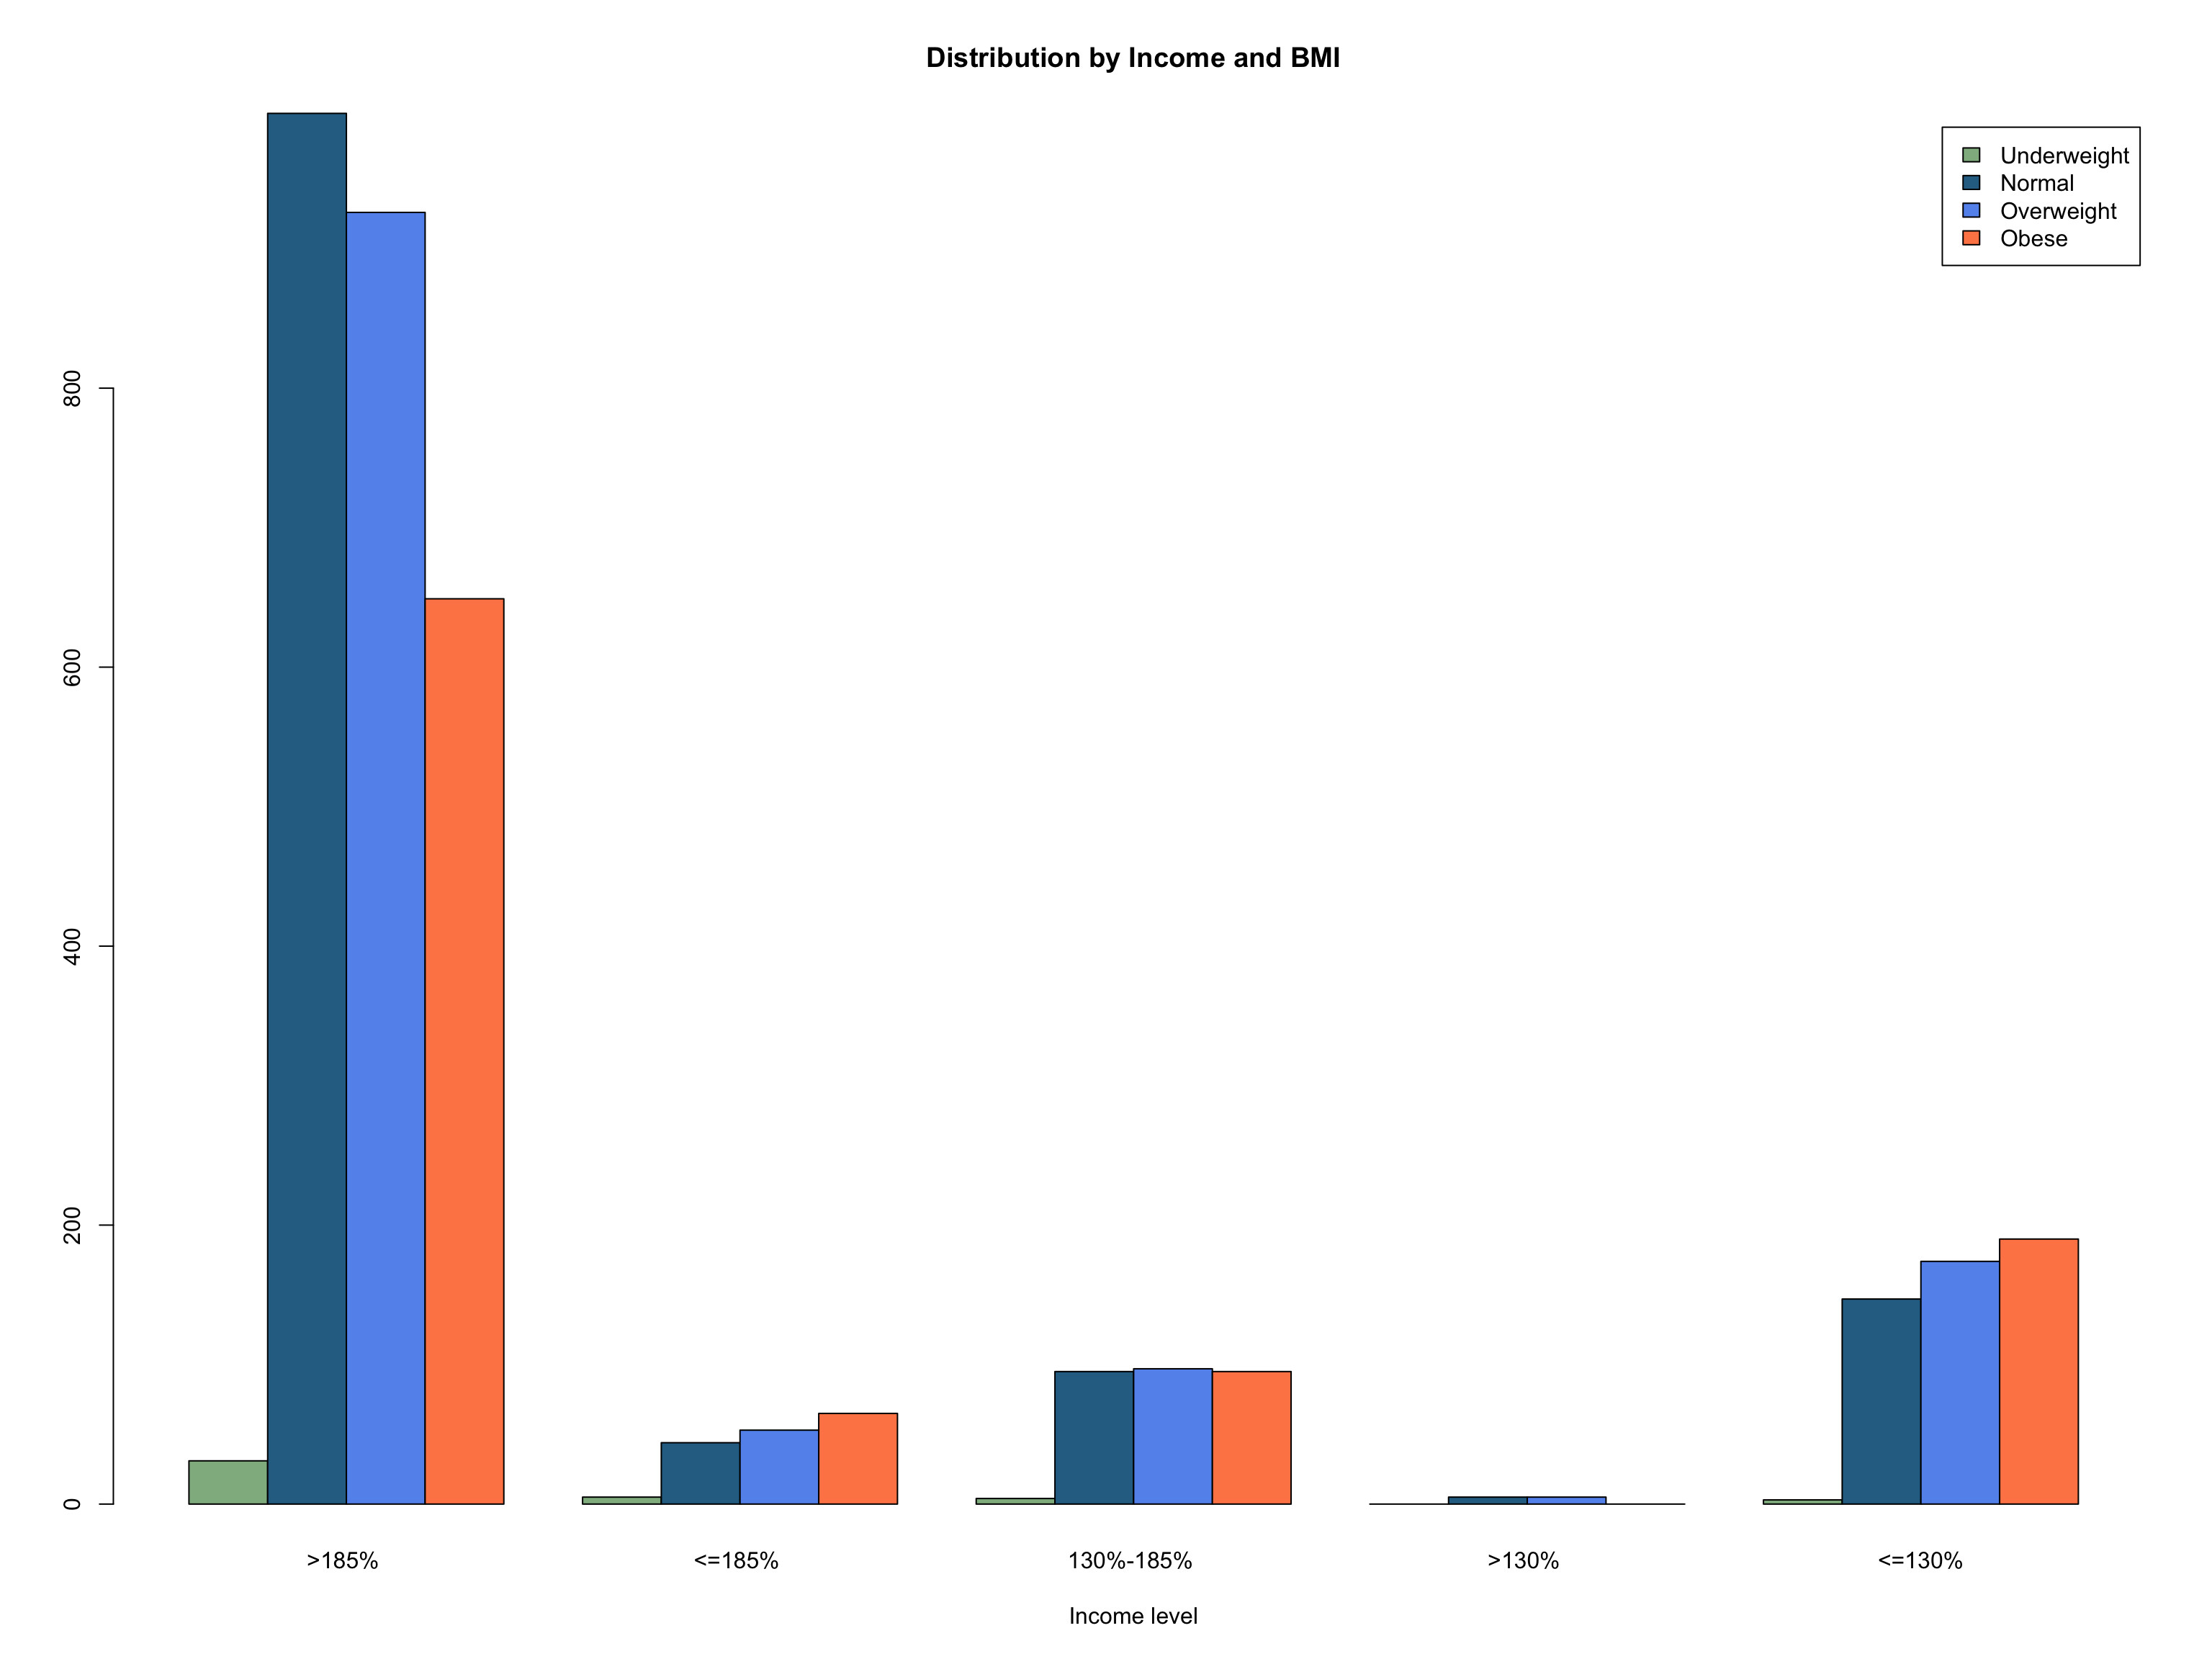 Distribution by Income and BMI
Underweight
Normal
Overweight
Obese
800
600
400
200
0
>185% <=185% 130%-185% >130% <=130%
Income level